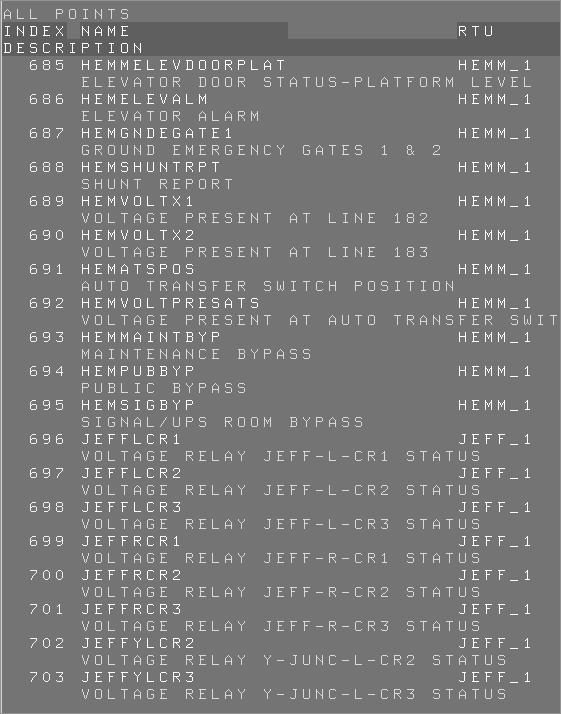 ALL POINTS
INDEX NAME RTU
DESCRIPTION
685 HEMMELEVDOORPLAT HEMM_1
ELEVATOR DOOR STATUS-PLATFORM LEVEL
686 HEMELEVALM HEMM_1
ELEVATOR ALARM
687 HEMGNDEGATE1 HEMM_1
GROUND EMERGENCY GATES 1 & 2
688 HEMSHUNTRPT HEMM_1
SHUNT REPORT
689 HEMVOLTX1 HEMM_1
VOLTAGE PRESENT AT LINE 182
690 HEMVOLTX2 HEMM_1
VOLTAGE PRESENT AT LINE 183
691 HEMATSPOS HEMM_1
AUTO TRANSFER SWITCH POSITION
692 HEMVOLTPRESATS HEMM_1
VOLTAGE PRESENT AT AUTO TRANSFER SWIT
693 HEMMAINTBYP HEMM_1
MAINTENANCE BYPASS
694 HEMPUBBYP HEMM_1
PUBLIC BYPASS
695 HEMSIGBYP HEMM_1
SIGNAL/UPS ROOM BYPASS
696 JEFFLCR1 JEFF_1
VOLTAGE RELAY JEFF-L-CR1 STATUS
697 JEFFLCR2 JEFF_1
VOLTAGE RELAY JEFF-L-CR2 STATUS
698 JEFFLCR3 JEFF_1
VOLTAGE RELAY JEFF-L-CR3 STATUS
699 JEFFRCR1 JEFF_1
VOLTAGE RELAY JEFF-R-CR1 STATUS
700 JEFFRCR2 JEFF_1
VOLTAGE RELAY JEFF-R-CR2 STATUS
701 JEFFRCR3 JEFF_1
VOLTAGE RELAY JEFF-R-CR3 STATUS
702 JEFFYLCR2 JEFF_1
VOLTAGE RELAY Y-JUNC-L-CR2 STATUS
703 JEFFYLCR3 JEFF_1
VOLTAGE RELAY Y-JUNC-L-CR3 STATUS